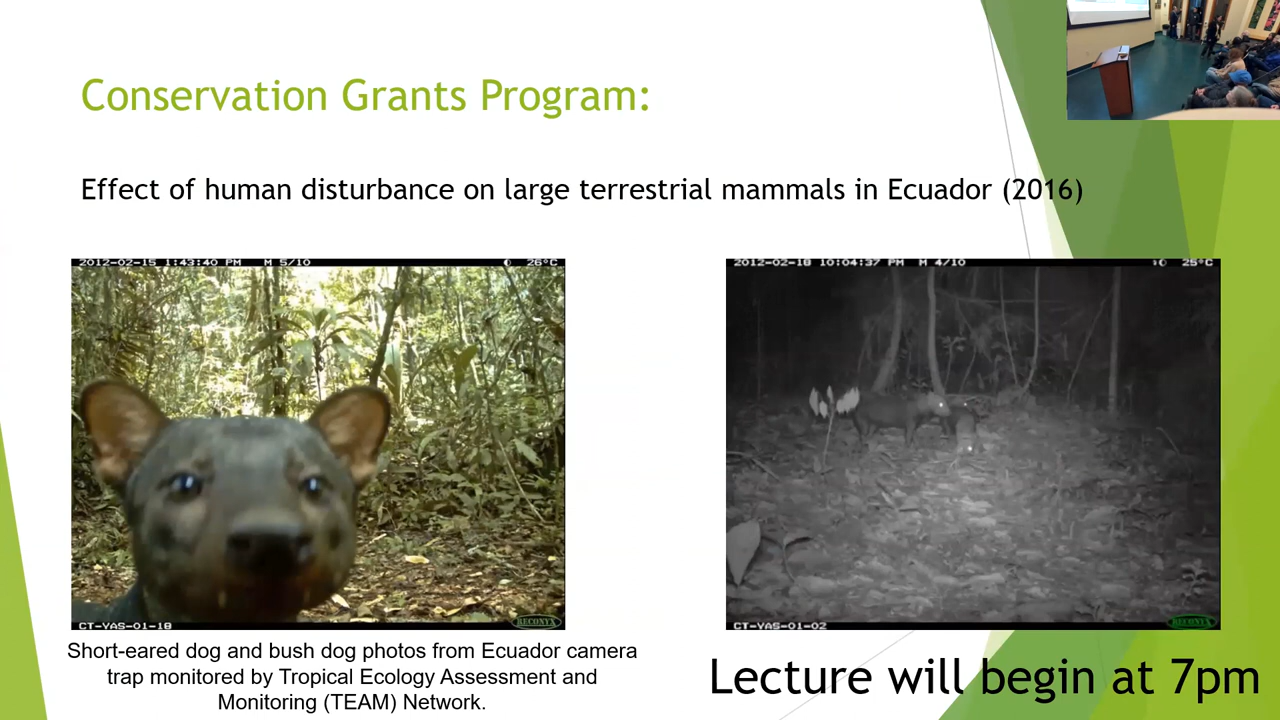 Conservation Grants Program:
Effect of human disturbance on large terrestrial mammals in Ecuador (2016)
2012-02-15 1:43:40 PM M 5/10 26°C
2012-02-18 10:04:37 PM M 4/10 25°C
CT-YAS-01-18 RECONYX
CT-YAS-01-02 RECONYX
Short-eared dog and bush dog photos from Ecuador camera
trap monitored by Tropical Ecology Assessment and
Monitoring (TEAM) Network.
Lecture will begin at 7pm